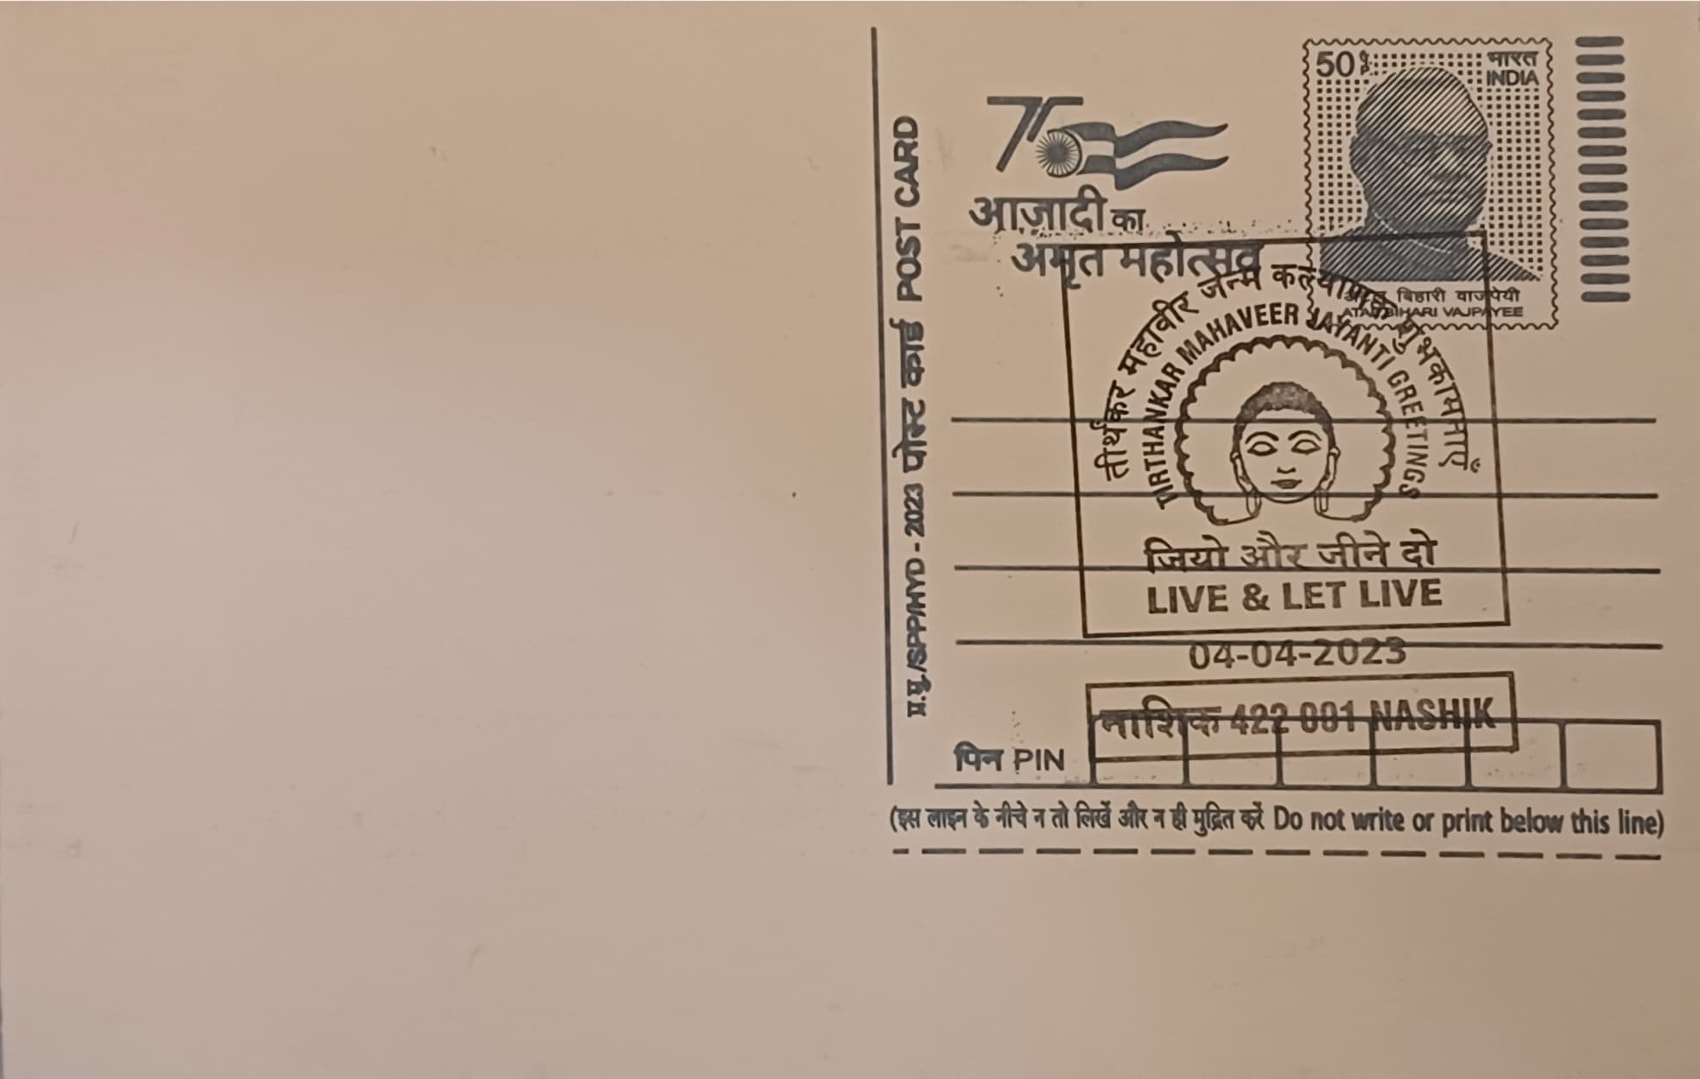 प्र.मु./SPP/HYD - 2023 पोस्ट कार्ड POST CARD
75
आज़ादी का
अमृत महोत्सव
50
भारत
INDIA
बिहारी वाजपेयी
ATAL BIHARI VAJPAYEE
तीर्थंकर महावीर जन्म कल्याणक शुभकामनाएँ
TIRTHANKAR MAHAVEER JAYANTI GREETINGS
जियो और जीने दो
LIVE & LET LIVE
04-04-2023
नाशिक 422 001 NASHIK
पिन PIN
(इस लाइन के नीचे न तो लिखें और न ही मुद्रित करें Do not write or print below this line)